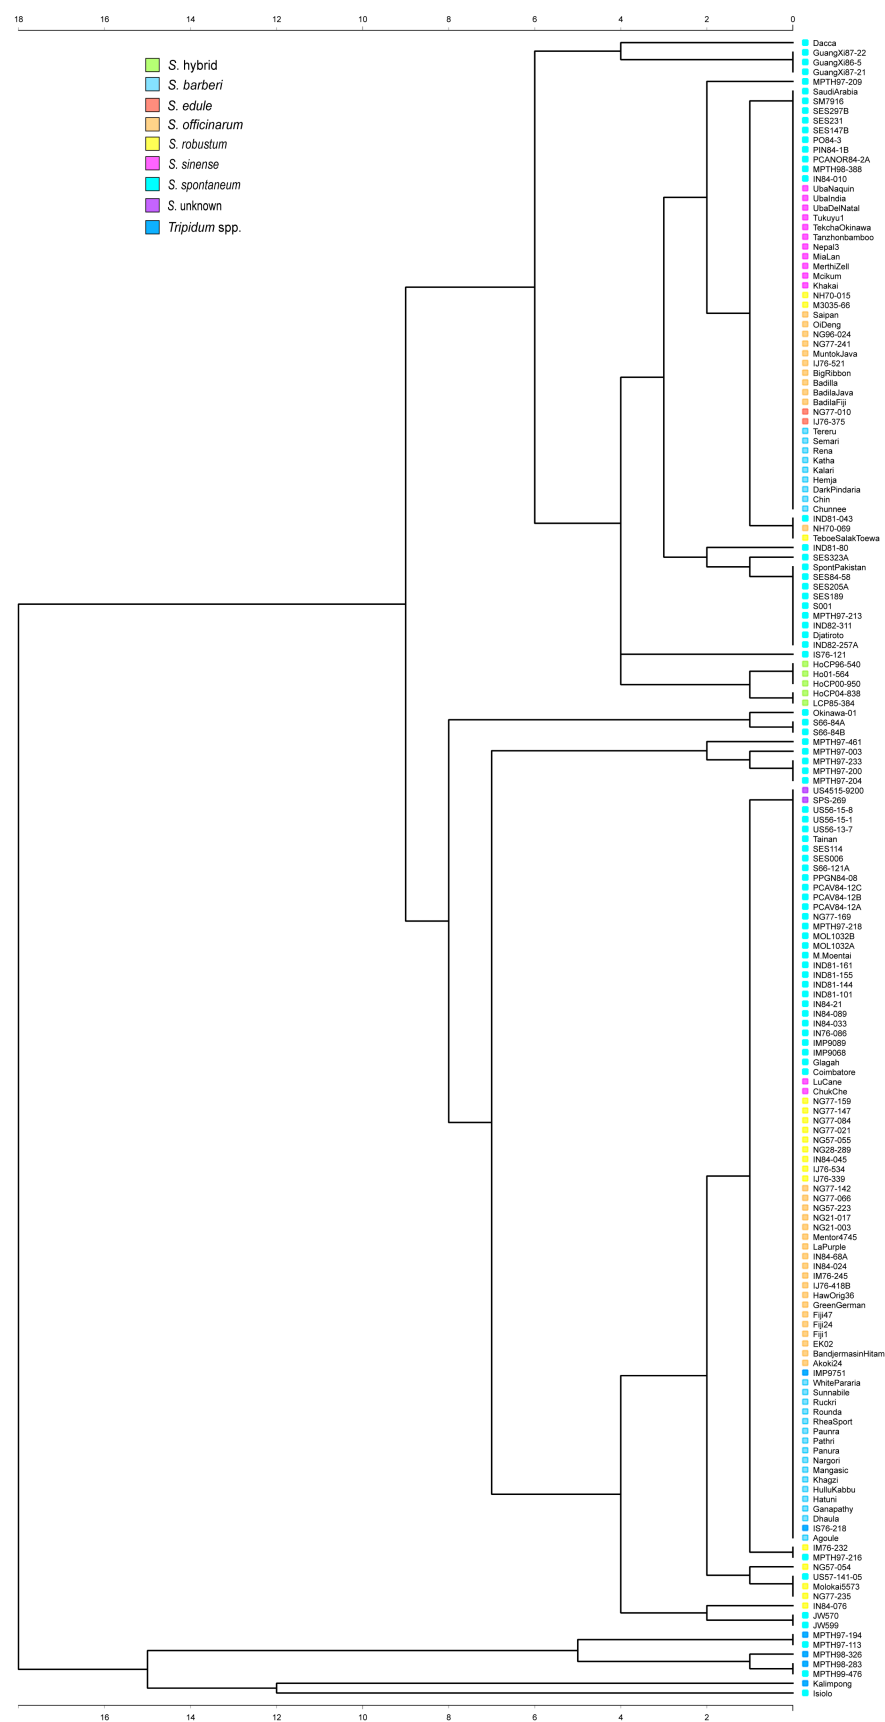 18 16 14 12 10 8 6 4 2 0
S. hybrid
S. barberi
S. edule
S. officinarum
S. robustum
S. sinense
S. spontaneum
S. unknown
Tripidum spp.
Dacca
GuangXi87-22
GuangXi86-5
GuangXi87-21
MPTH97-209
SaudiArabia
SM7916
SES297B
SES231
SES147B
PO84-3
PIN84-1B
PCANOR84-2A
MPTH98-388
IN84-010
UbaNaquin
UbaIndia
UbaDelNatal
Tukuyu1
TekchaOkinawa
Tanzhonbamboo
Nepal3
MiaLan
MerthiZell
Mcikum
Khakai
NH70-015
M3035-66
Saipan
OiDeng
NG96-024
NG77-241
MuntokJava
IJ76-521
BigRibbon
Badilla
BadilaJava
BadilaFiji
NG77-010
IJ76-375
Tereru
Semari
Rena
Katha
Kalari
Hemja
DarkPindaria
Chin
Chunnee
IND81-043
NH70-069
TeboeSalakToewa
IND81-80
SES323A
SpontPakistan
SES84-58
SES205A
SES189
S001
MPTH97-213
IND82-311
Djatiroto
IND82-257A
IS76-121
HoCP96-540
Ho01-564
HoCP00-950
HoCP04-838
LCP85-384
Okinawa-01
S66-84A
S66-84B
MPTH97-461
MPTH97-003
MPTH97-233
MPTH97-200
MPTH97-204
US4515-9200
SPS-269
US56-15-8
US56-15-1
US56-13-7
Tainan
SES114
SES006
S66-121A
PPGN84-08
PCAV84-12C
PCAV84-12B
PCAV84-12A
NG77-169
MPTH97-218
MOL1032B
MOL1032A
M.Moentai
IND81-161
IND81-155
IND81-144
IND81-101
IN84-21
IN84-089
IN84-033
IN76-086
IMP9089
IMP9068
Glagah
Coimbatore
LuCane
ChukChe
NG77-159
NG77-147
NG77-084
NG77-021
NG57-055
NG28-289
IN84-045
IJ76-534
IJ76-339
NG77-142
NG77-066
NG57-223
NG21-017
NG21-003
Mentor4745
LaPurple
IN84-68A
IN84-024
IM76-245
IJ76-418B
HawOrig36
GreenGerman
Fiji47
Fiji24
Fiji1
EK02
BandjermasinHitam
Akoki24
IMP9751
WhitePararia
Sunnabile
Ruckri
Rounda
RheaSport
Paunra
Pathri
Panura
Nargori
Mangasic
Khagzi
HulluKabbu
Hatuni
Ganapathy
Dhaula
IS76-218
Agoule
IM76-232
MPTH97-216
NG57-054
US57-141-05
Molokai5573
NG77-235
IN84-076
JW570
JW599
MPTH97-194
MPTH97-113
MPTH98-326
MPTH98-283
MPTH99-476
Kalimpong
Isiolo
18 16 14 12 10 8 6 4 2 0